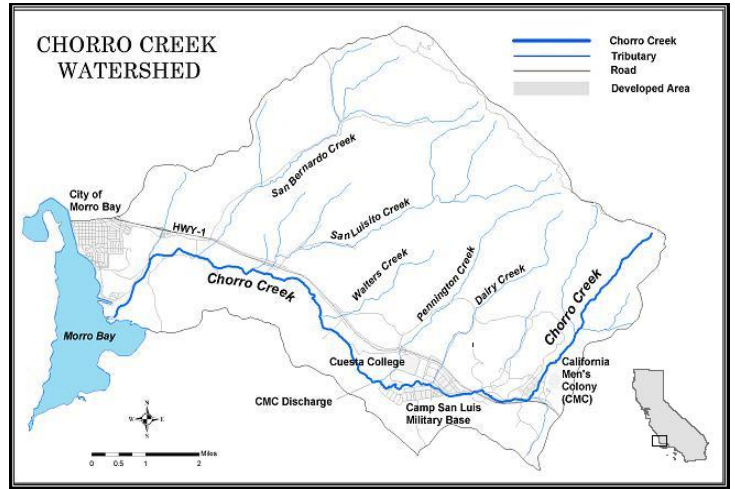 CHORRO CREEK
WATERSHED
Chorro Creek
Tributary
Road
Developed Area
San Bernardo Creek
City of
Morro Bay
HWY-1
San Luisito Creek
Chorro Creek
Walters Creek
Pennington Creek
Dairy Creek
Chorro Creek
Morro Bay
Cuesta College
California
Men's
Colony
(CMC)
CMC Discharge
Camp San Luis
Military Base
N
W
E
S
Miles
0 0.5 1 2